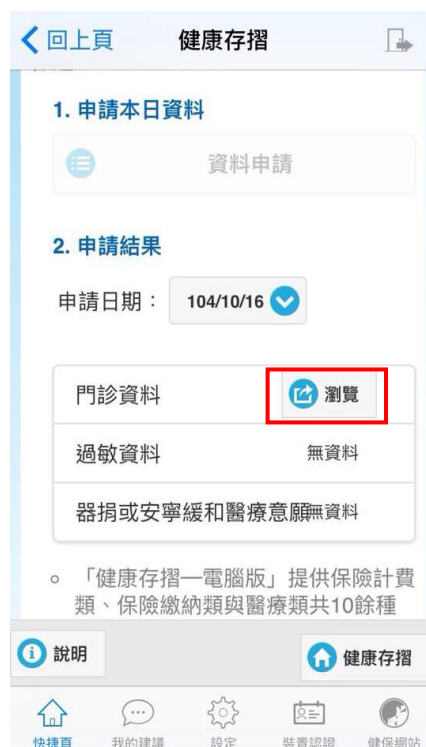 回上頁 健康存摺
1. 申請本日資料
資料申請
2. 申請結果
申請日期： 104/10/16
門診資料 瀏覽
過敏資料 無資料
器捐或安寧緩和醫療意願無資料
「健康存摺—電腦版」提供保險計費
類、保險繳納類與醫療類共10餘種
說明 健康存摺
快捷頁 我的建議 設定 裝置認證 健保網站